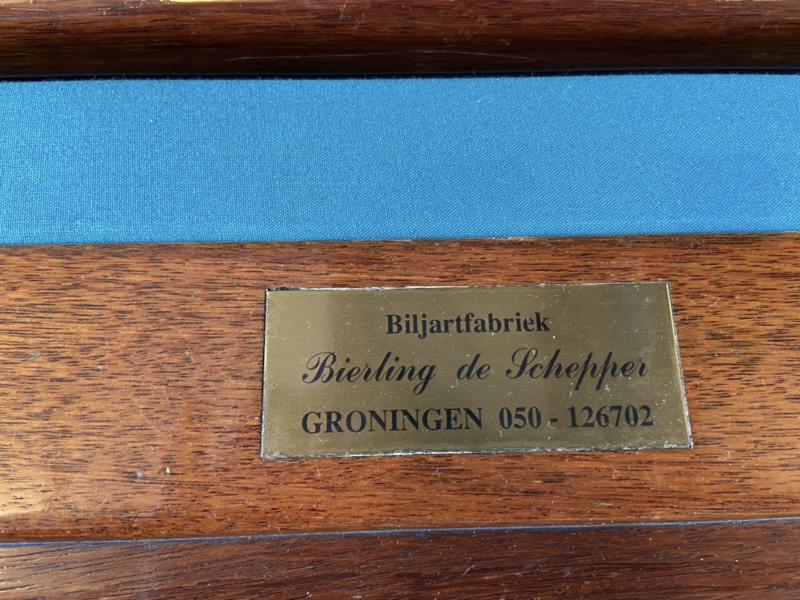 Biljartfabriek
Bierling de Schepper
GRONINGEN 050 - 126702